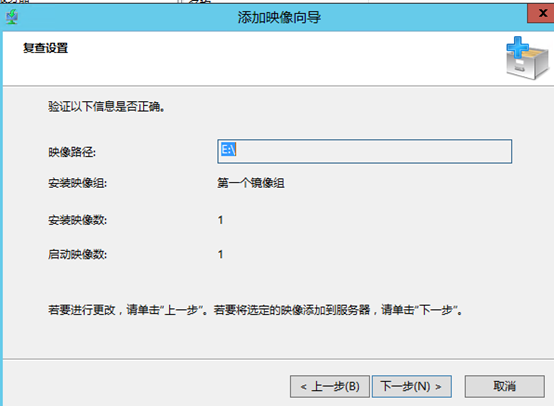 添加映像向导
x
复查设置
验证以下信息是否正确。
映像路径: E:\
安装映像组: 第一个镜像组
安装映像数: 1
启动映像数: 1
若要进行更改，请单击"上一步"。若要将选定的映像添加到服务器，请单击"下一步"。
< 上一步(B) 下一步(N) > 取消